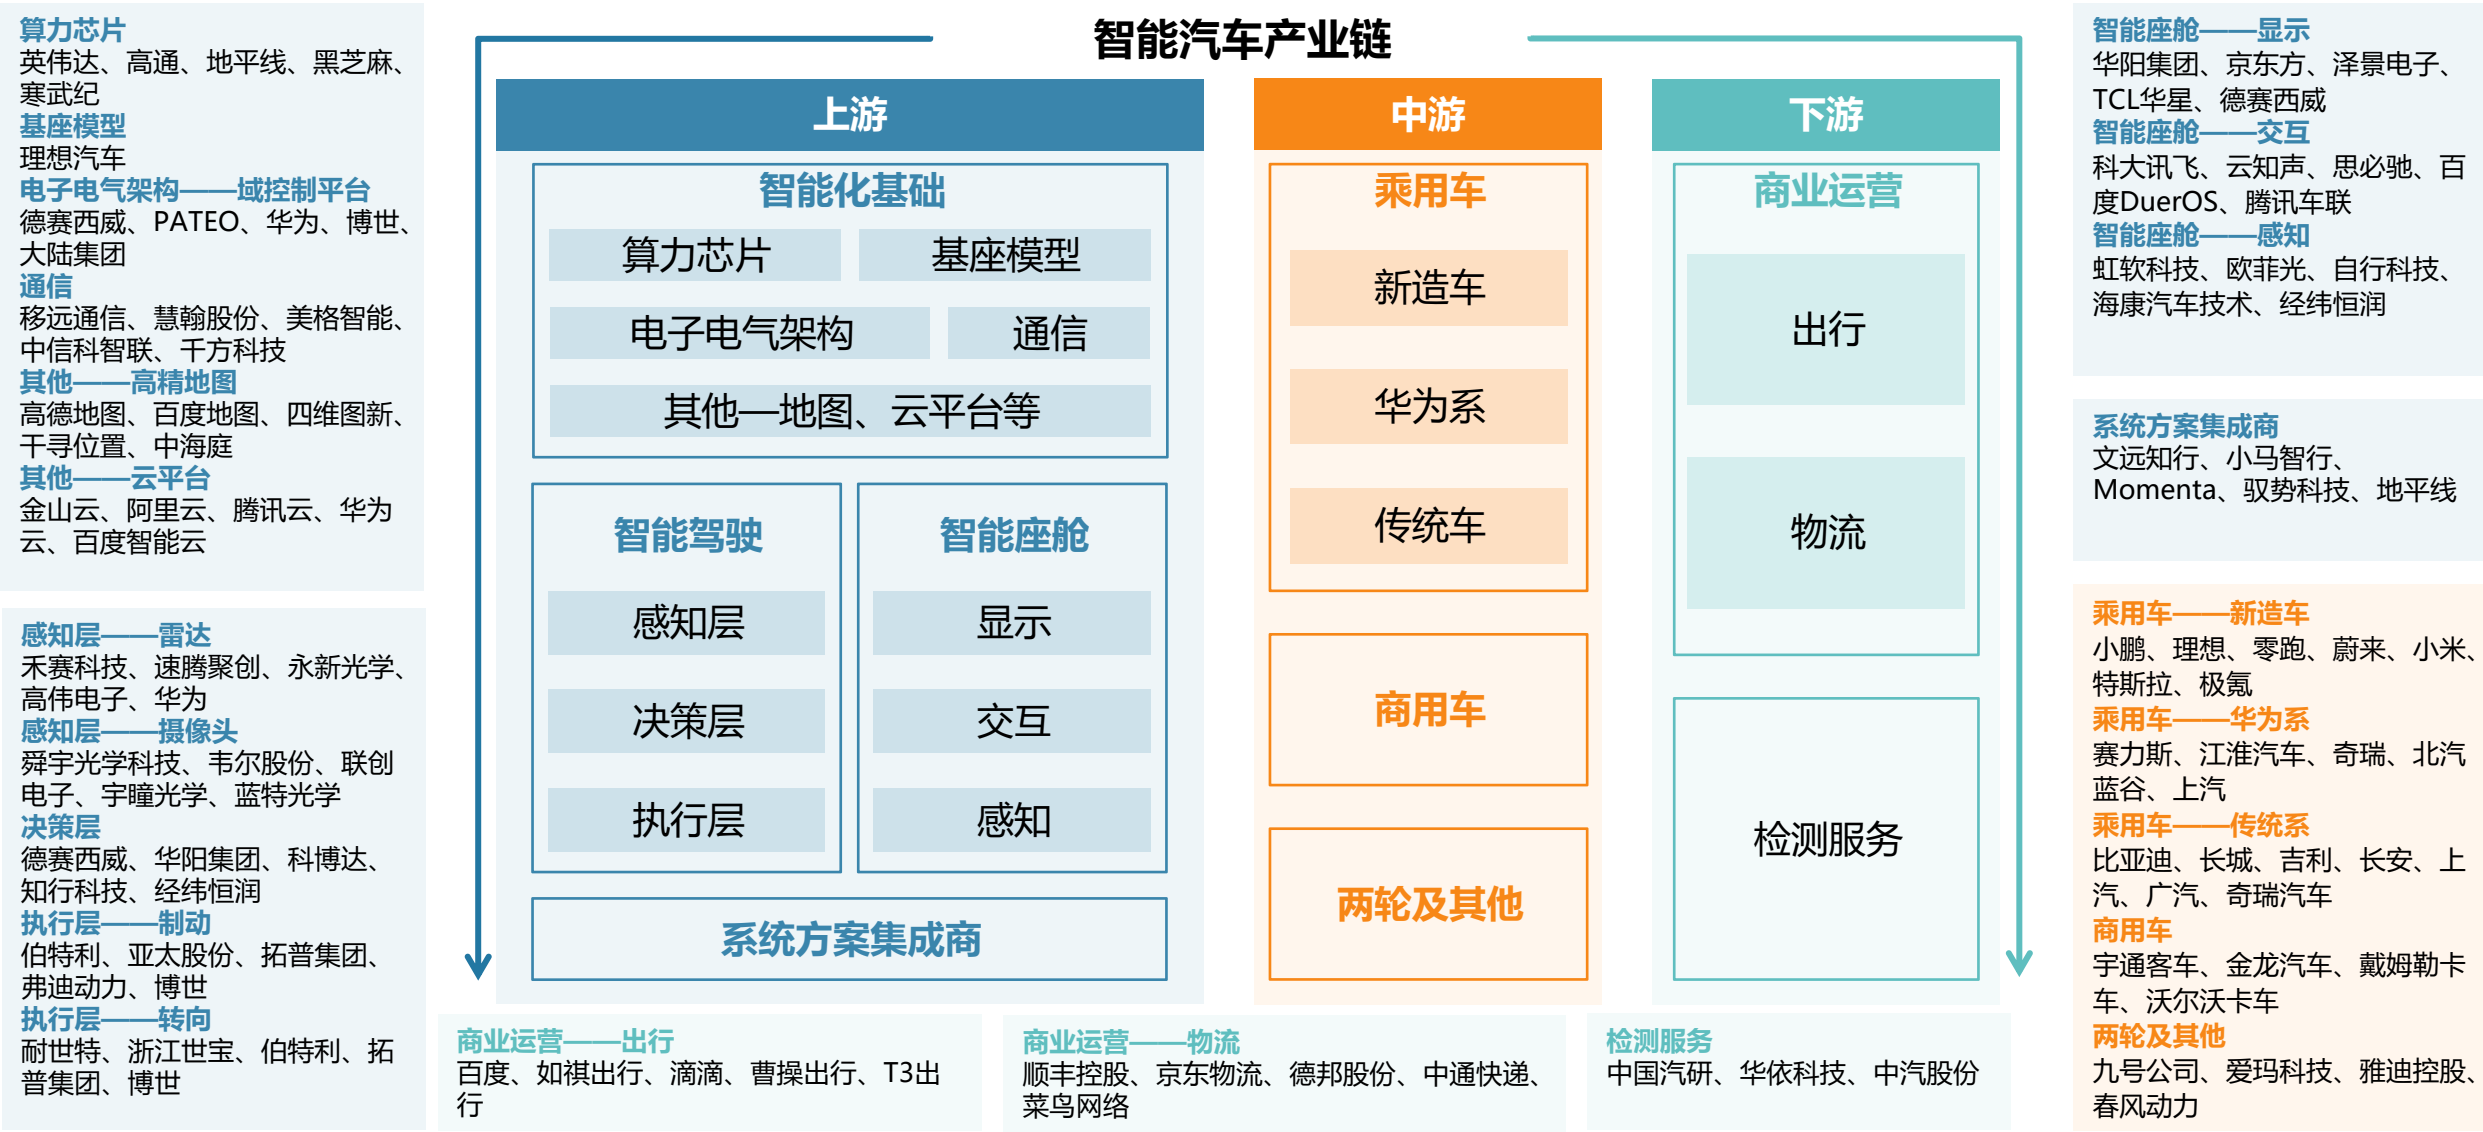 智能汽车产业链
算力芯片
英伟达、高通、地平线、黑芝麻、
寒武纪
基座模型
理想汽车
电子电气架构——域控制平台
德赛西威、PATEO、华为、博世、
大陆集团
通信
移远通信、慧翰股份、美格智能、
中信科智联、千方科技
其他——高精地图
高德地图、百度地图、四维图新、
千寻位置、中海庭
其他——云平台
金山云、阿里云、腾讯云、华为
云、百度智能云
感知层——雷达
禾赛科技、速腾聚创、永新光学、
高伟电子、华为
感知层——摄像头
舜宇光学科技、韦尔股份、联创
电子、宇瞳光学、蓝特光学
决策层
德赛西威、华阳集团、科博达、
知行科技、经纬恒润
执行层——制动
伯特利、亚太股份、拓普集团、
弗迪动力、博世
执行层——转向
耐世特、浙江世宝、伯特利、拓
普集团、博世
上游
智能化基础
算力芯片
基座模型
电子电气架构
通信
其他—地图、云平台等
智能驾驶
感知层
决策层
执行层
智能座舱
显示
交互
感知
系统方案集成商
中游
乘用车
新造车
华为系
传统车
商用车
两轮及其他
下游
商业运营
出行
物流
检测服务
智能座舱——显示
华阳集团、京东方、泽景电子、
TCL华星、德赛西威
智能座舱——交互
科大讯飞、云知声、思必驰、百
度DuerOS、腾讯车联
智能座舱——感知
虹软科技、欧菲光、自行科技、
海康汽车技术、经纬恒润
系统方案集成商
文远知行、小马智行、
Momenta、驭势科技、地平线
乘用车——新造车
小鹏、理想、零跑、蔚来、小米、
特斯拉、极氪
乘用车——华为系
赛力斯、江淮汽车、奇瑞、北汽
蓝谷、上汽
乘用车——传统系
比亚迪、长城、吉利、长安、上
汽、广汽、奇瑞汽车
商用车
宇通客车、金龙汽车、戴姆勒卡
车、沃尔沃卡车
两轮及其他
九号公司、爱玛科技、雅迪控股、
春风动力
商业运营——出行
百度、如祺出行、滴滴、曹操出行、T3出
行
商业运营——物流
顺丰控股、京东物流、德邦股份、中通快递、
菜鸟网络
检测服务
中国汽研、华依科技、中汽股份